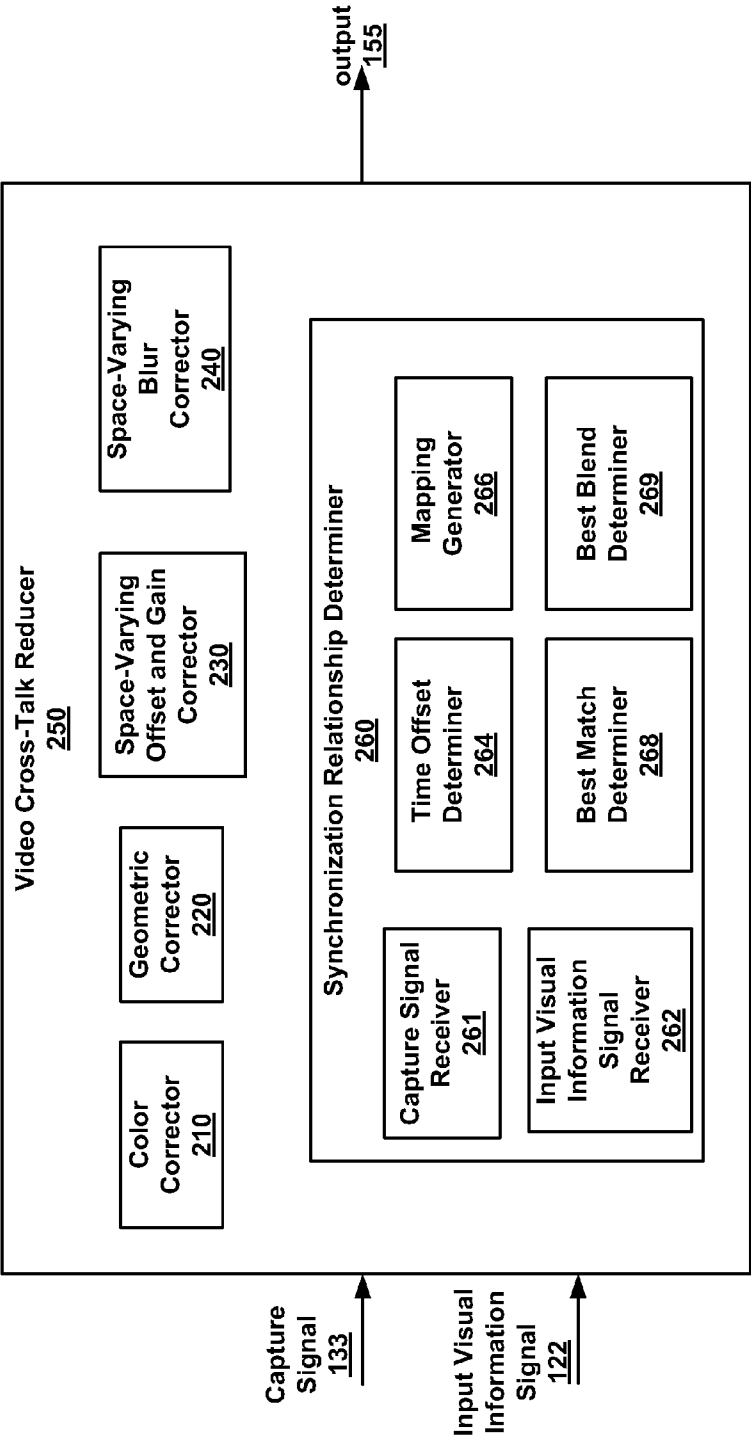 Video Cross-Talk Reducer
250
Color
Corrector
210
Geometric
Corrector
220
Space-Varying
Offset and Gain
Corrector
230
Space-Varying
Blur
Corrector
240
Capture
Signal
133
Input Visual
Information
Signal
122
output
155
Synchronization Relationship Determiner
260
Capture Signal
Receiver
261
Time Offset
Determiner
264
Mapping
Generator
266
Input Visual
Information
Signal
Receiver
262
Best Match
Determiner
268
Best Blend
Determiner
269